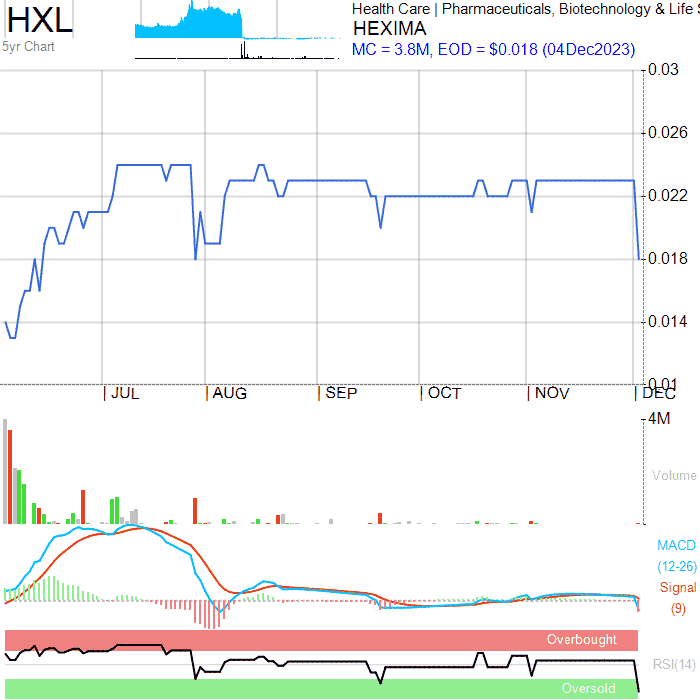 HXL
5yr Chart
Health Care | Pharmaceuticals, Biotechnology & Life
HEXIMA
MC = 3.8M, EOD = $0.018 (04Dec2023)
0.03
0.026
0.022
0.018
0.014
0.01
| JUL | AUG | SEP | OCT | NOV | DEC
4M
Volume
MACD
(12-26)
Signal
(9)
Overbought
RSI(14)
Oversold